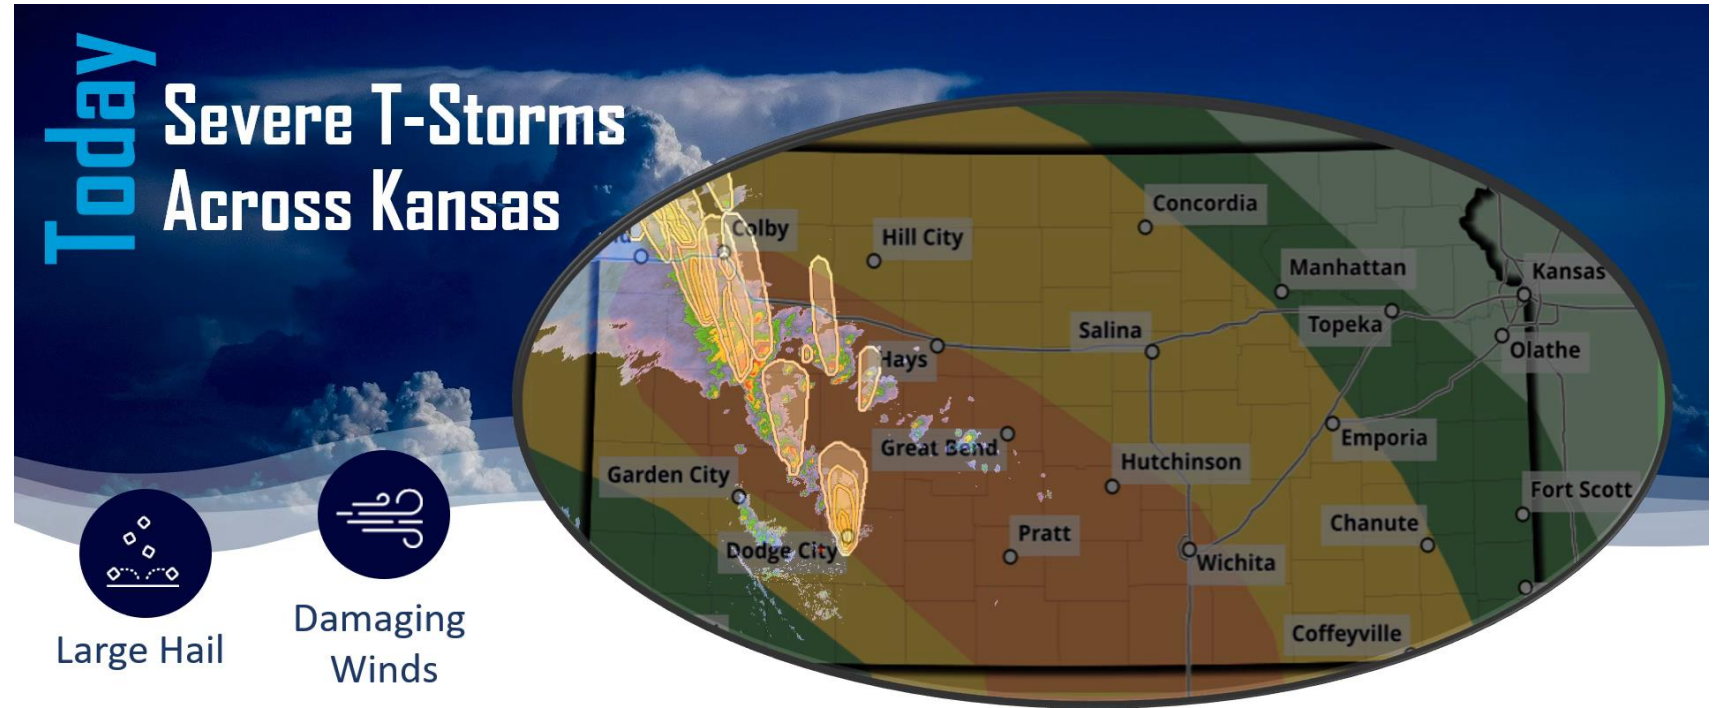 Today
Severe T-Storms
Across Kansas
Colby
Hill City
Concordia
Manhattan
Kansas
Topeka
Salina
Olathe
Hays
Great Bend
Emporia
Garden City
Hutchinson
Fort Scott
Chanute
Pratt
Dodge City
Wichita
Coffeyville
Large Hail
Damaging
Winds